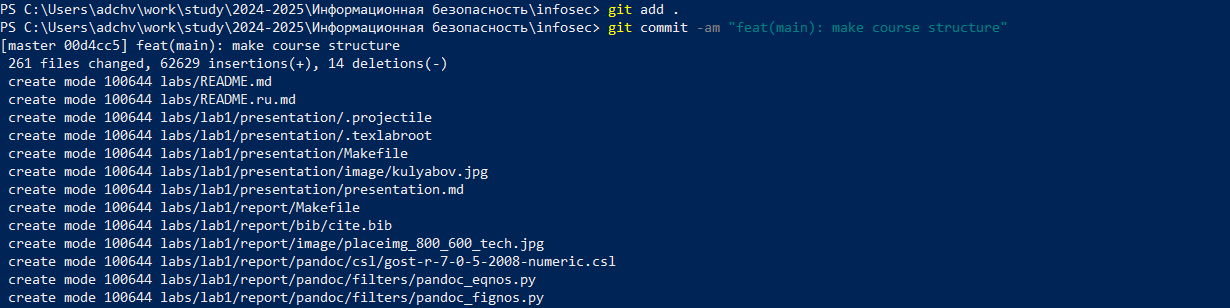 PS C:\Users\adchv\work\study\2024-2025\Информационная безопасность\infosec> git add .
PS C:\Users\adchv\work\study\2024-2025\Информационная безопасность\infosec> git commit -am "feat(main): make course structure"
[master 00d4cc5] feat(main): make course structure
 261 files changed, 62629 insertions(+), 14 deletions(-)
 create mode 100644 labs/README.md
 create mode 100644 labs/README.ru.md
 create mode 100644 labs/lab1/presentation/.projectile
 create mode 100644 labs/lab1/presentation/.texlabroot
 create mode 100644 labs/lab1/presentation/Makefile
 create mode 100644 labs/lab1/presentation/image/kulyabov.jpg
 create mode 100644 labs/lab1/presentation/presentation.md
 create mode 100644 labs/lab1/report/Makefile
 create mode 100644 labs/lab1/report/bib/cite.bib
 create mode 100644 labs/lab1/report/image/placeimg_800_600_tech.jpg
 create mode 100644 labs/lab1/report/pandoc/csl/gost-r-7-0-5-2008-numeric.csl
 create mode 100644 labs/lab1/report/pandoc/filters/pandoc_eqnos.py
 create mode 100644 labs/lab1/report/pandoc/filters/pandoc_fignos.py